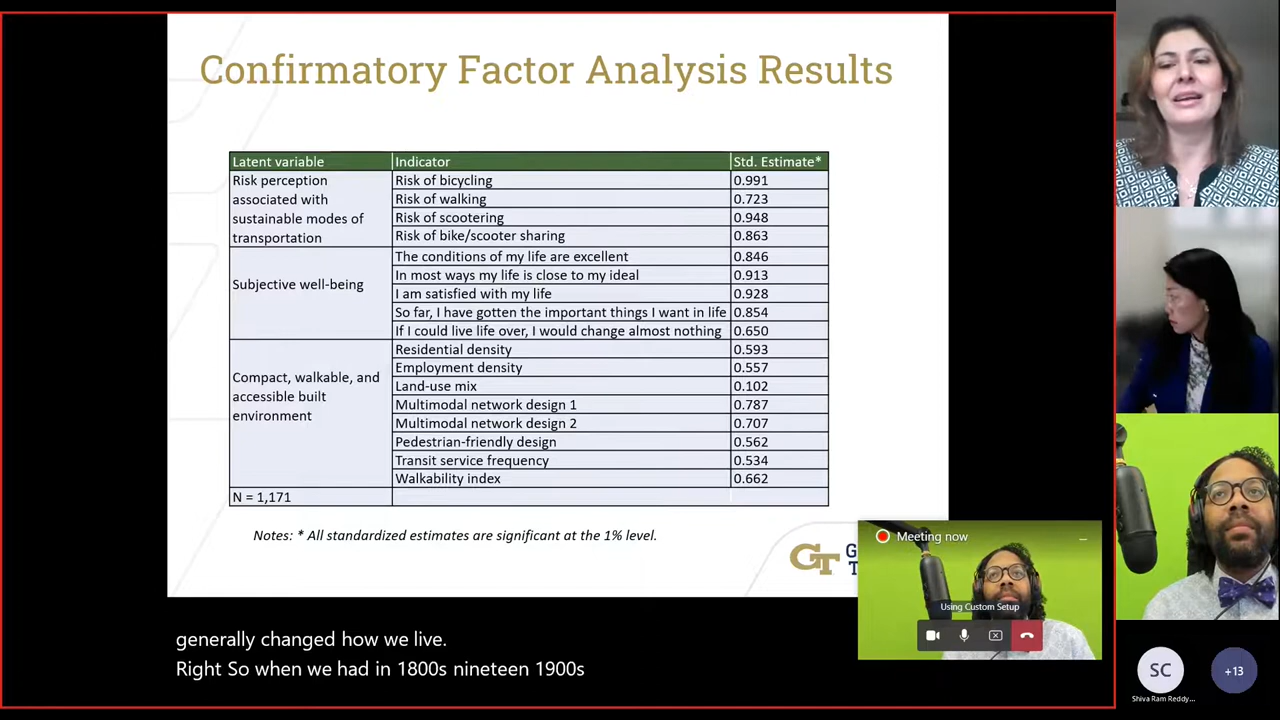 Confirmatory Factor Analysis Results
Latent variable Indicator Std. Estimate*
Risk perception associated with sustainable modes of transportation
Risk of bicycling 0.991
Risk of walking 0.723
Risk of scootering 0.948
Risk of bike/scooter sharing 0.863
Subjective well-being
The conditions of my life are excellent 0.846
In most ways my life is close to my ideal 0.913
I am satisfied with my life 0.928
So far, I have gotten the important things I want in life 0.854
If I could live life over, I would change almost nothing 0.650
Compact, walkable, and accessible built environment
Residential density 0.593
Employment density 0.557
Land-use mix 0.102
Multimodal network design 1 0.787
Multimodal network design 2 0.707
Pedestrian-friendly design 0.562
Transit service frequency 0.534
Walkability index 0.662
N = 1,171
Notes: * All standardized estimates are significant at the 1% level.
GT
G
T
Meeting now
Using Custom Setup
generally changed how we live.
Right So when we had in 1800s nineteen 1900s
SC
+13
Shiva Ram Reddy...